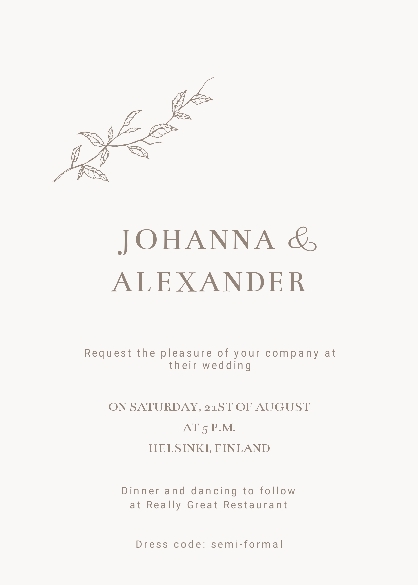 JOHANNA &
ALEXANDER
Request the pleasure of your company at
their wedding
ON SATURDAY, 21ST OF AUGUST
AT 5 P.M.
HELSINKI, FINLAND
Dinner and dancing to follow
at Really Great Restaurant
Dress code: semi-formal